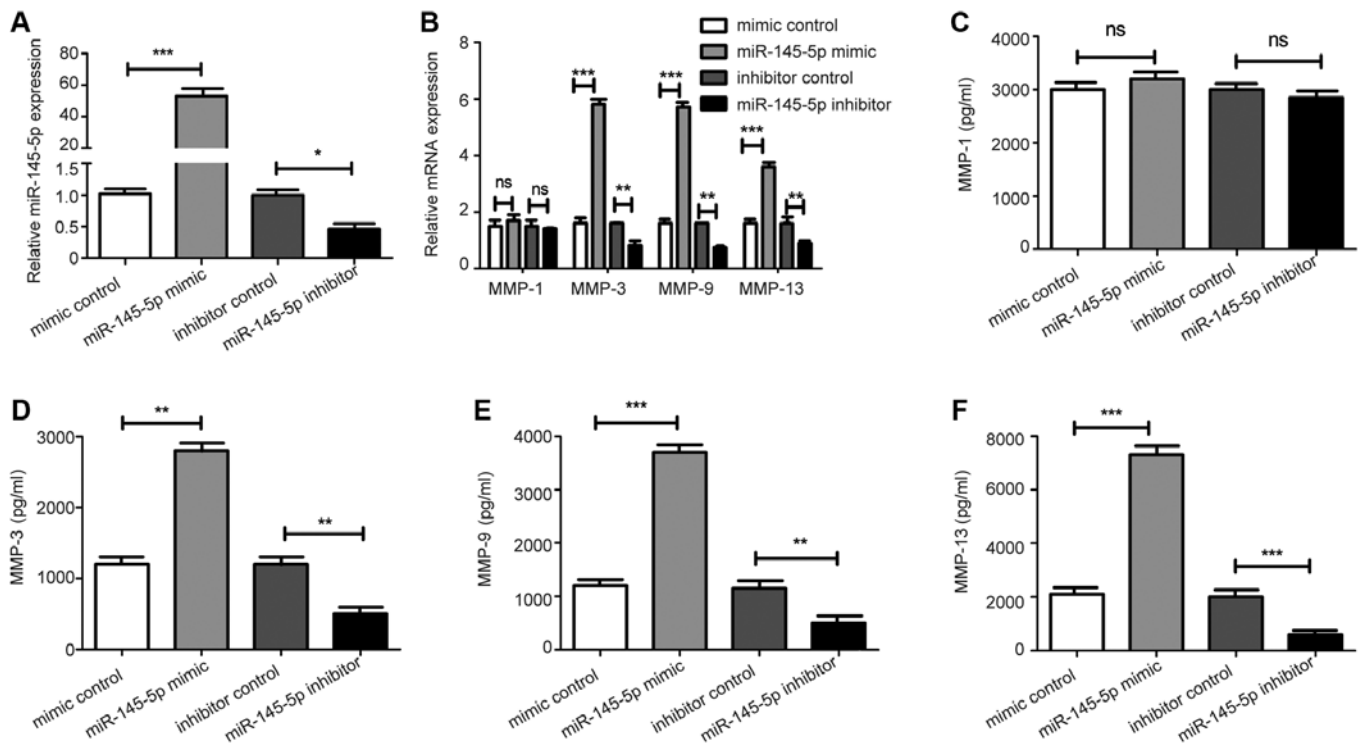 A
Relative miR-145-5p expression
80
60
40
20
1.5
1.0
0.5
0
***
*
mimic control
miR-145-5p mimic
inhibitor control
miR-145-5p inhibitor
B
Relative mRNA expression
8
6
4
2
0
mimic control
miR-145-5p mimic
inhibitor control
miR-145-5p inhibitor
ns
ns
***
**
***
**
***
**
MMP-1
MMP-3
MMP-9
MMP-13
C
MMP-1 (pg/ml)
4000
3000
2000
1000
0
ns
ns
mimic control
miR-145-5p mimic
inhibitor control
miR-145-5p inhibitor
D
MMP-3 (pg/ml)
3000
2000
1000
0
**
**
mimic control
miR-145-5p mimic
inhibitor control
miR-145-5p inhibitor
E
MMP-9 (pg/ml)
4000
3000
2000
1000
0
***
**
mimic control
miR-145-5p mimic
inhibitor control
miR-145-5p inhibitor
F
MMP-13 (pg/ml)
8000
6000
4000
2000
0
***
***
mimic control
miR-145-5p mimic
inhibitor control
miR-145-5p inhibitor